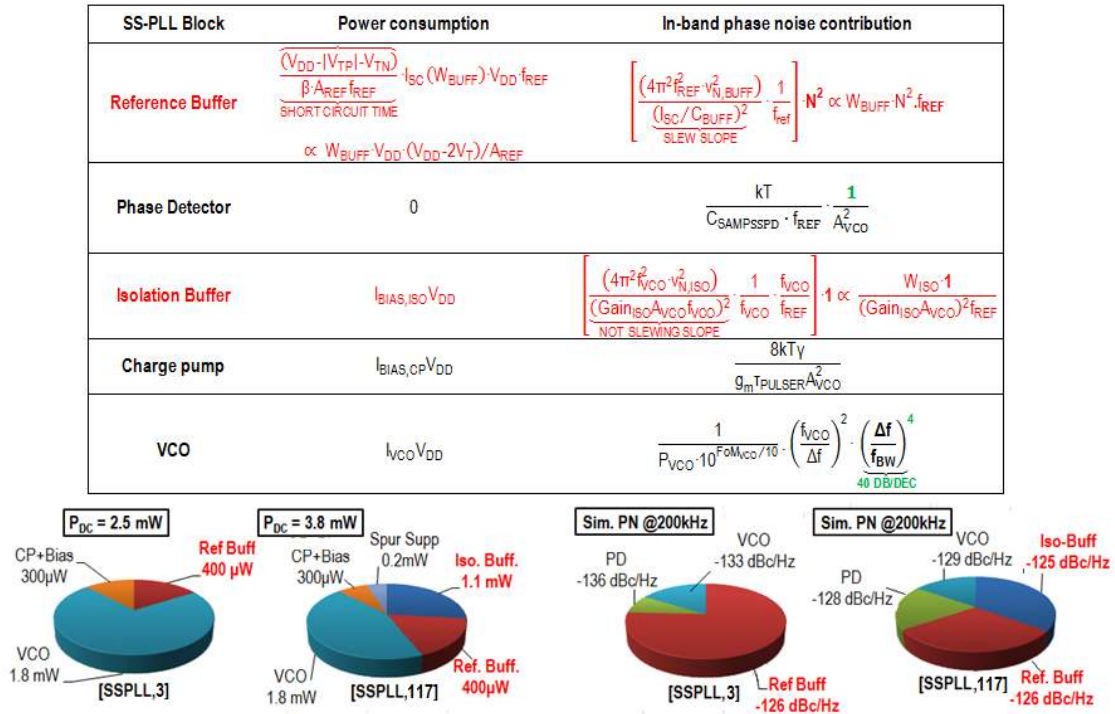 SS-PLL Block Power consumption In-band phase noise contribution
Reference Buffer
(V_DD-|V_TP|-V_TN)/(β·A_REF f_REF) ·I_SC(W_BUFF)·V_DD·f_REF
SHORT CIRCUIT TIME
∝ W_BUFF·V_DD·(V_DD-2V_T)/A_REF
[(4π²f²_REF·v²_N,BUFF)/(I_SC/C_BUFF)² · 1/f_ref]·N² ∝ W_BUFF·N².f_REF
SLEW SLOPE
Phase Detector 0 kT/(C_SAMPSSPD · f_REF) · 1/A²_VCO
Isolation Buffer I_BIAS,ISO V_DD [(4π²f²_VCO·v²_N,ISO)/(Gain_ISO A_VCO f_VCO)² · 1/f_VCO · f_VCO/f_REF]·1 ∝ W_ISO·1/((Gain_ISO A_VCO)² f_REF)
NOT SLEWING SLOPE
Charge pump I_BIAS,CP V_DD 8kTγ/(g_m τ_PULSER A²_VCO)
VCO I_VCO V_DD 1/(P_VCO·10^(FoM_VCO/10)) · (f_VCO/Δf)² · (Δf/f_BW)⁴
40 DB/DEC
P_DC = 2.5 mW
CP+Bias
300µW
Ref Buff
400 µW
VCO
1.8 mW
[SSPLL,3]
P_DC = 3.8 mW
CP+Bias
300µW
Spur Supp
0.2mW
Iso. Buff.
1.1 mW
VCO
1.8 mW
Ref. Buff.
400µW
[SSPLL,117]
Sim. PN @200kHz
PD
-136 dBc/Hz
VCO
-133 dBc/Hz
Ref Buff
-126 dBc/Hz
[SSPLL,3]
Sim. PN @200kHz
VCO
-129 dBc/Hz
Iso-Buff
-125 dBc/Hz
PD
-128 dBc/Hz
Ref. Buff
-126 dBc/Hz
[SSPLL,117]